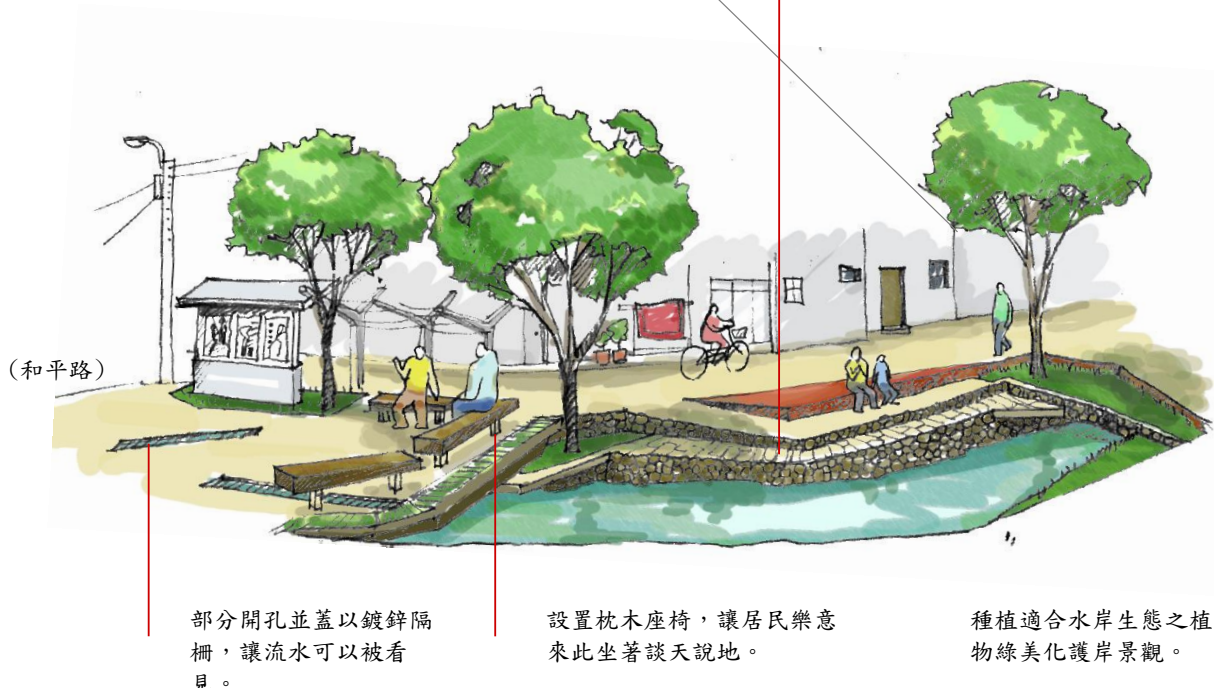 (和平路)
部分開孔並蓋以鍍鋅隔
柵，讓流水可以被看
見。
設置枕木座椅，讓居民樂意
來此坐著談天說地。
種植適合水岸生態之植
物綠美化護岸景觀。